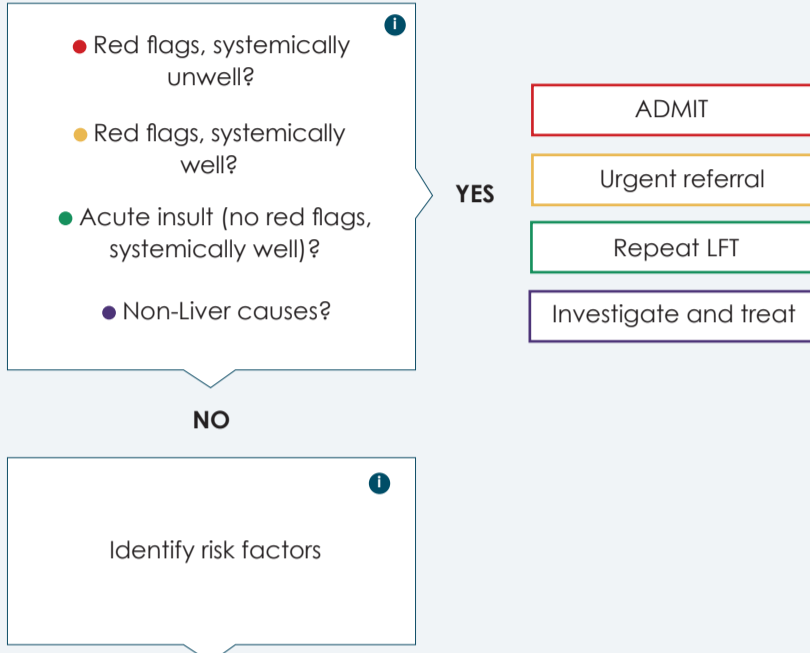 i
Red flags, systemically
unwell?
Red flags, systemically
well?
Acute insult (no red flags,
systemically well)?
Non-Liver causes?
YES
ADMIT
Urgent referral
Repeat LFT
Investigate and treat
NO
i
Identify risk factors